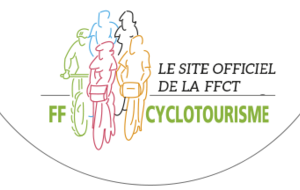 LE SITE OFFICIEL
DE LA FFCT
FF CYCLOTOURISME